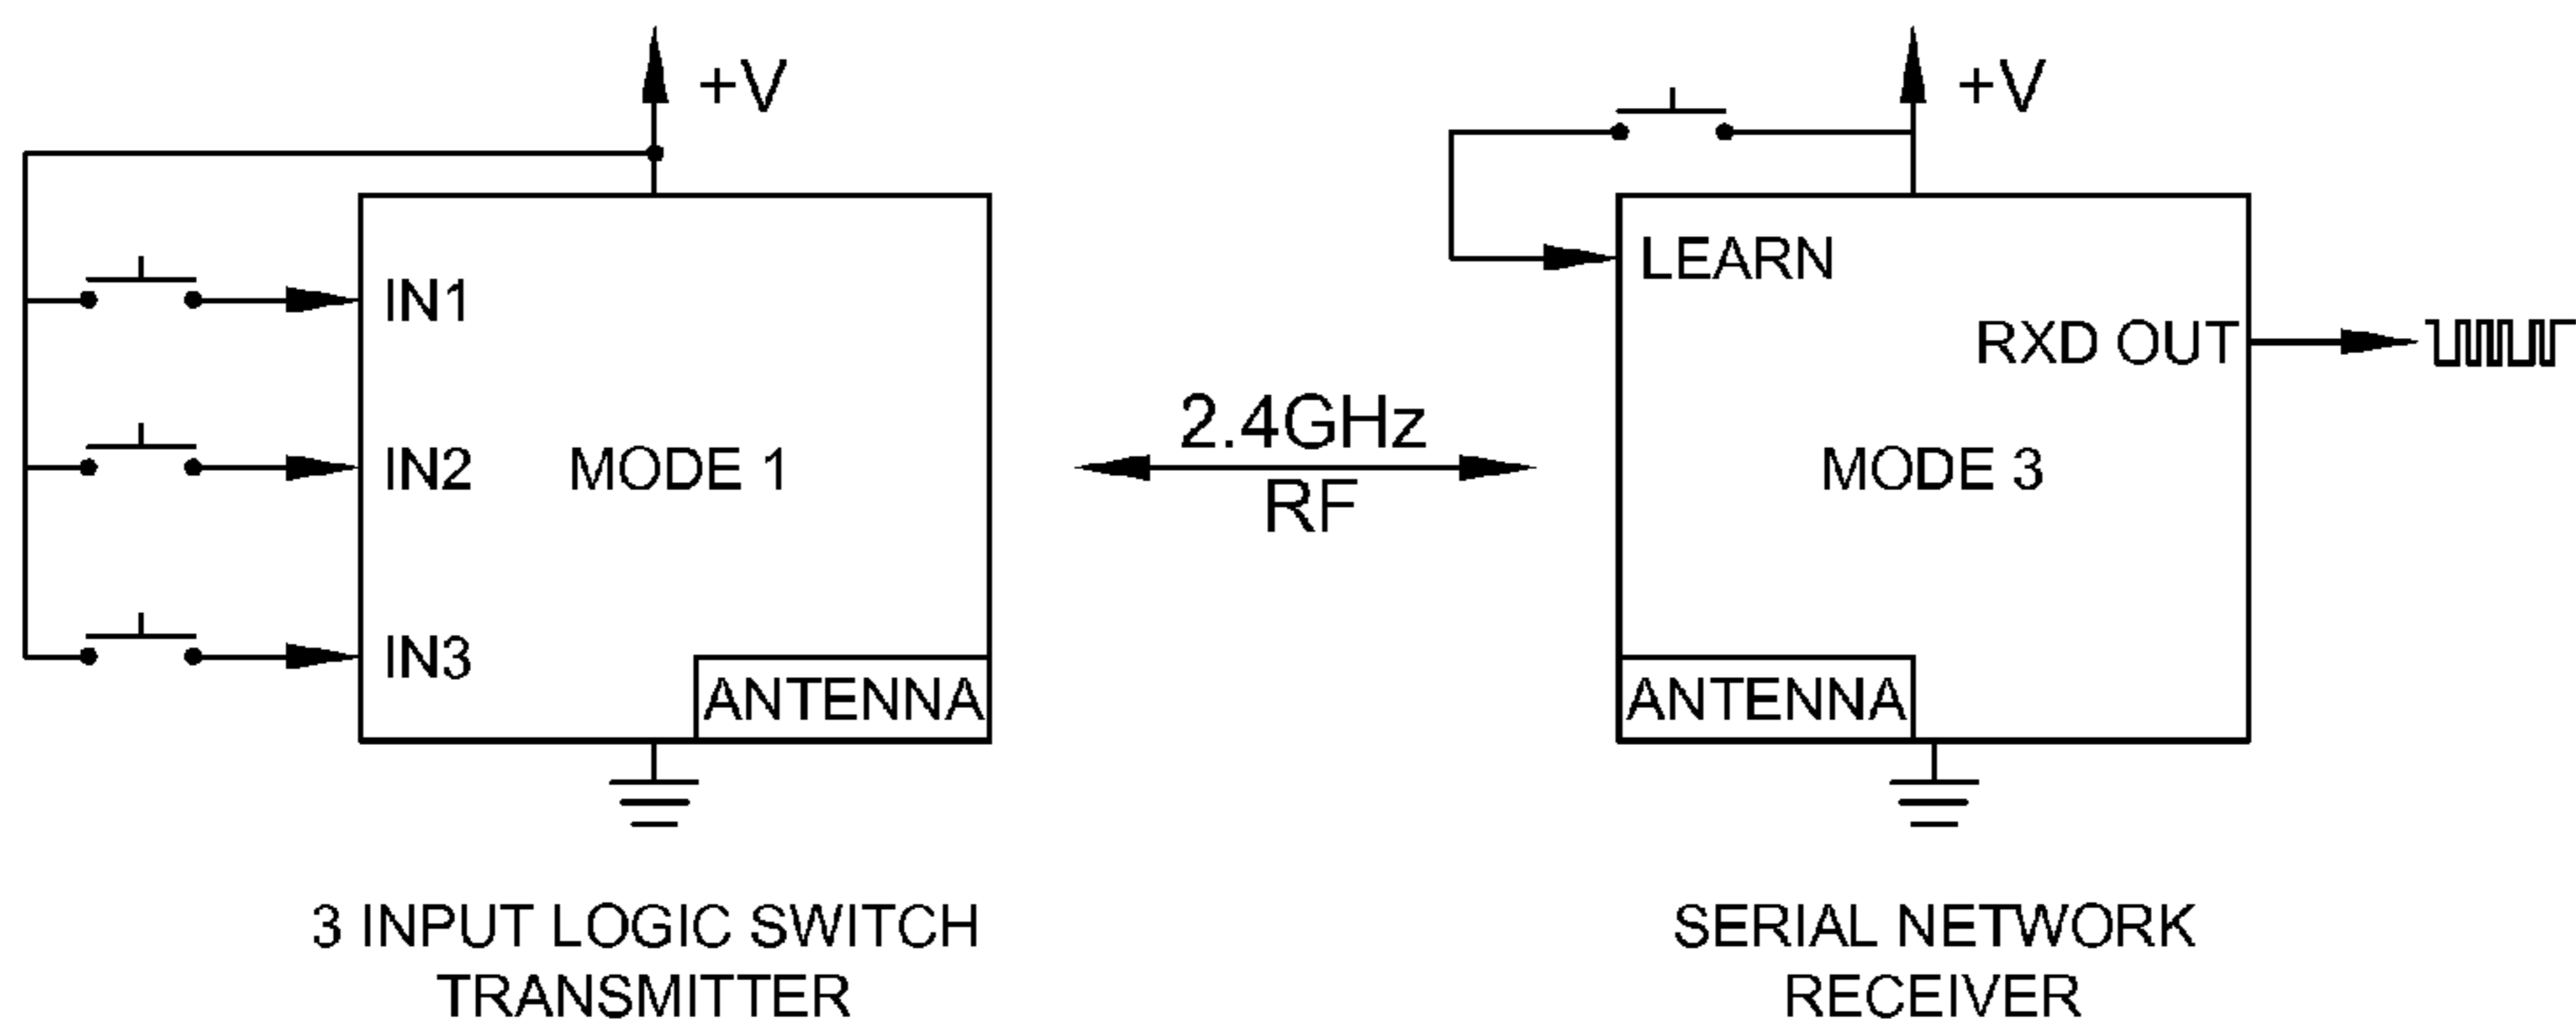 +V
IN1
IN2
MODE 1
IN3
ANTENNA
2.4GHz
RF
+V
LEARN
RXD OUT
MODE 3
ANTENNA
3 INPUT LOGIC SWITCH
TRANSMITTER
SERIAL NETWORK
RECEIVER